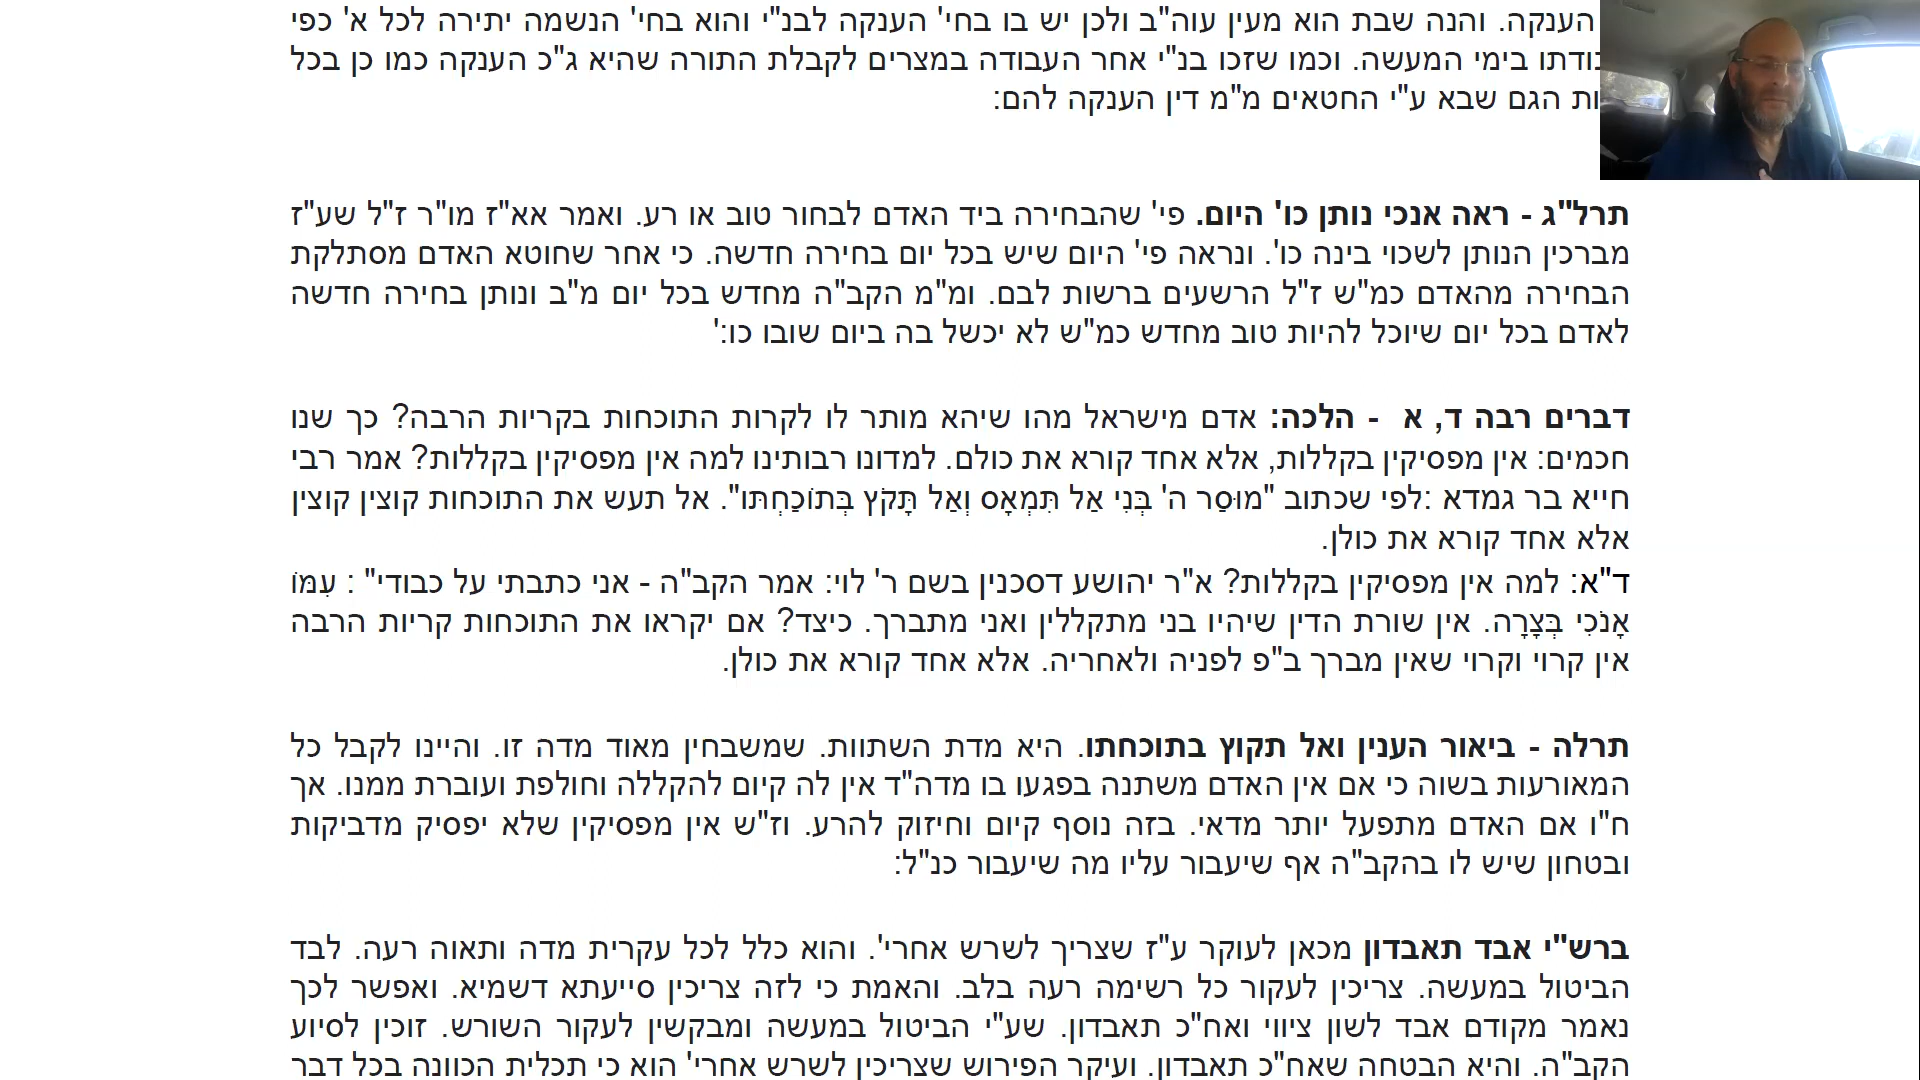 הענקה. והנה שבת הוא מעין עוה"ב ולכן יש בו בחי' הענקה לבנ"י והוא בחי' הנשמה יתירה לכל א' כפי
בימי המעשה. וכמו שזכו בנ"י אחר העבודה במצרים לקבלת התורה שהיא ג"כ הענקה כמו כן בכל
הגם שבא ע"י החטאים מ"מ דין הענקה להם:
תרל"ג - ראה אנכי נותן כו' היום. פי' שהבחירה ביד האדם לבחור טוב או רע. ואמר אא"ז מו"ר ז"ל שע"ז
מברכין הנותן לשכוי בינה כו'. ונראה פי' היום שיש בכל יום בחירה חדשה. כי אחר שחוטא האדם מסתלקת
הבחירה מהאדם כמ"ש ז"ל הרשעים ברשות לבם. ומ"מ הקב"ה מחדש בכל יום מ"ב ונותן בחירה חדשה
לאדם בכל יום שיוכל להיות טוב מחדש כמ"ש לא יכשל בה ביום שובו כו':
דברים רבה ד, א - הלכה: אדם מישראל מהו שיהא מותר לו לקרות התוכחות בקריות הרבה? כך שנו
חכמים: אין מפסיקין בקללות, אלא אחד קורא את כולם. למדונו רבותינו למה אין מפסיקין בקללות? אמר רבי
חייא בר גמדא :לפי שכתוב "מוּסַר ה' בְּנִי אַל תִּמְאָס וְאַל תָּקֹץ בְּתוֹכַחְתּוֹ". אל תעש את התוכחות קוצין קוצין
אלא אחד קורא את כולן.
ד"א: למה אין מפסיקין בקללות? א"ר יהושע דסכנין בשם ר' לוי: אמר הקב"ה - אני כתבתי על כבודי" : עִמּוֹ
אָנֹכִי בְּצָרָה. אין שורת הדין שיהיו בני מתקללין ואני מתברך. כיצד? אם יקראו את התוכחות קריות הרבה
אין קרוי וקרוי שאין מברך ב"פ לפניה ולאחריה. אלא אחד קורא את כולן.
תרלה - ביאור הענין ואל תקוץ בתוכחתו. היא מדת השתוות. שמשבחין מאוד מדה זו. והיינו לקבל כל
המאורעות בשוה כי אם אין האדם משתנה בפגעו בו מדה"ד אין לה קיום להקללה וחולפת ועוברת ממנו. אך
ח"ו אם האדם מתפעל יותר מדאי. בזה נוסף קיום וחיזוק להרע. וז"ש אין מפסיקין שלא יפסיק מדביקות
ובטחון שיש לו בהקב"ה אף שיעבור עליו מה שיעבור כנ"ל:
ברש"י אבד תאבדון מכאן לעוקר ע"ז שצריך לשרש אחרי'. והוא כלל לכל עקרית מדה ותאוה רעה. לבד
הביטול במעשה. צריכין לעקור כל רשימה רעה בלב. והאמת כי לזה צריכין סייעתא דשמיא. ואפשר לכך
נאמר מקודם אבד לשון ציווי ואח"כ תאבדון. שע"י הביטול במעשה ומבקשין לעקור השורש. זוכין לסיוע
הקב"ה. והיא הבטחה שאח"כ תאבדון. ועיקר הפירוש שצריכין לשרש אחרי' הוא כי תכלית הכוונה בכל דבר